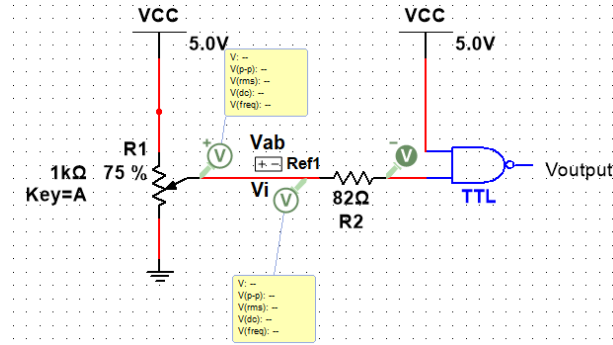 VCC
5.0V
VCC
5.0V
V: --
V(p-p): --
V(rms): --
V(dc): --
V(freq): --
R1
1kΩ
75 %
Key=A
+
V
Vab
+ -
Ref1
Vi
V
-
V
82Ω
R2
TTL
Voutput
V: --
V(p-p): --
V(rms): --
V(dc): --
V(freq): --